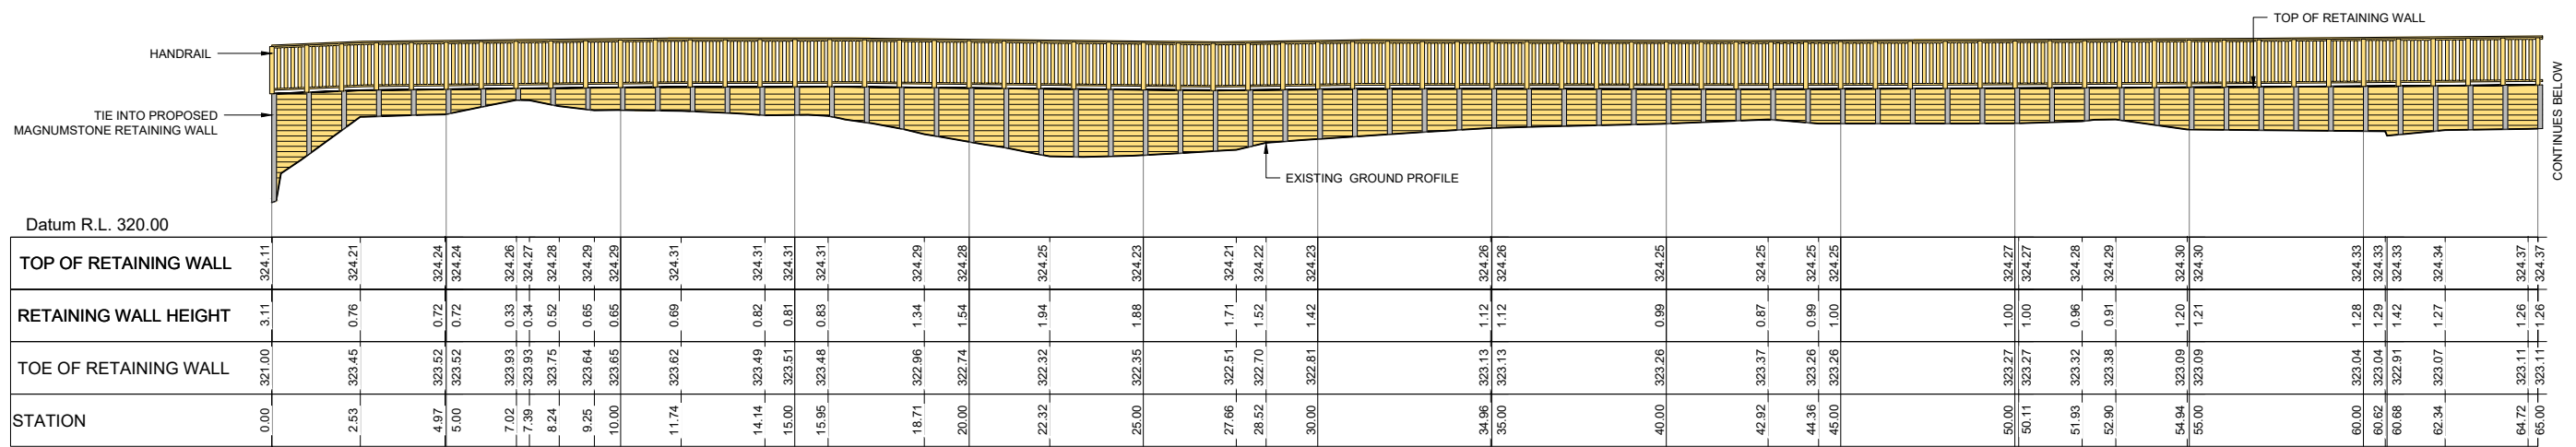 TOP OF RETAINING WALL
HANDRAIL
TIE INTO PROPOSED
MAGNUMSTONE RETAINING WALL
EXISTING GROUND PROFILE
CONTINUES BELOW
Datum R.L. 320.00
TOP OF RETAINING WALL 324.11 324.21 324.24 324.24 324.26 324.27 324.28 324.29 324.29 324.31 324.31 324.31 324.31 324.29 324.28 324.25 324.23 324.21 324.22 324.23 324.26 324.26 324.25 324.25 324.25 324.25 324.27 324.27 324.28 324.29 324.30 324.30 324.33 324.33 324.33 324.34 324.37 324.37
RETAINING WALL HEIGHT 3.11 0.76 0.72 0.72 0.33 0.34 0.52 0.65 0.65 0.69 0.82 0.81 0.83 1.34 1.54 1.94 1.88 1.71 1.52 1.42 1.12 1.12 0.99 0.87 0.99 1.00 1.00 1.00 0.96 0.91 1.20 1.21 1.28 1.29 1.42 1.27 1.26 1.26
TOE OF RETAINING WALL 321.00 323.45 323.52 323.52 323.93 323.93 323.75 323.64 323.65 323.62 323.49 323.51 323.48 322.96 322.74 322.32 322.35 322.51 322.70 322.81 323.13 323.13 323.26 323.37 323.26 323.26 323.27 323.27 323.32 323.38 323.09 323.09 323.04 323.04 322.91 323.07 323.11 323.11
STATION 0.00 2.53 4.97 5.00 7.02 7.39 8.24 9.25 10.00 11.74 14.14 15.00 15.95 18.71 20.00 22.32 25.00 27.66 28.52 30.00 34.96 35.00 40.00 42.92 44.36 45.00 50.00 50.11 51.93 52.90 54.94 55.00 60.00 60.62 60.68 62.34 64.72 65.00